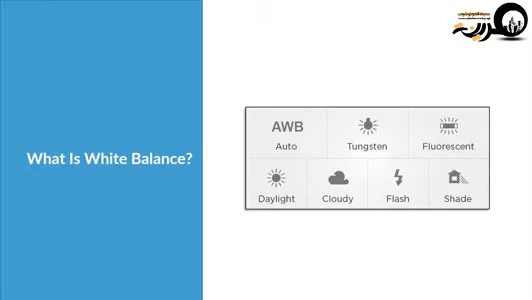 What Is White Balance?
AWB
Auto
Tungsten
Fluorescent
Daylight
Cloudy
Flash
Shade